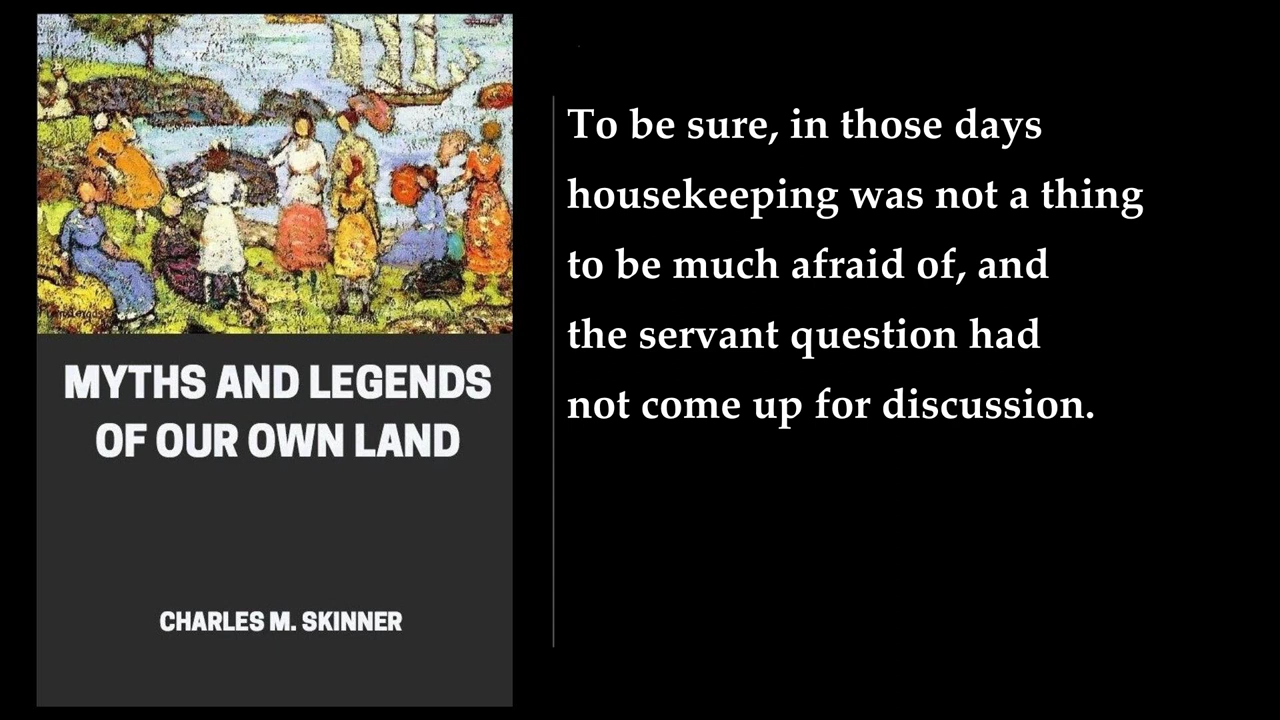 MYTHS AND LEGENDS
OF OUR OWN LAND
CHARLES M. SKINNER
To be sure, in those days
housekeeping was not a thing
to be much afraid of, and
the servant question had
not come up for discussion.